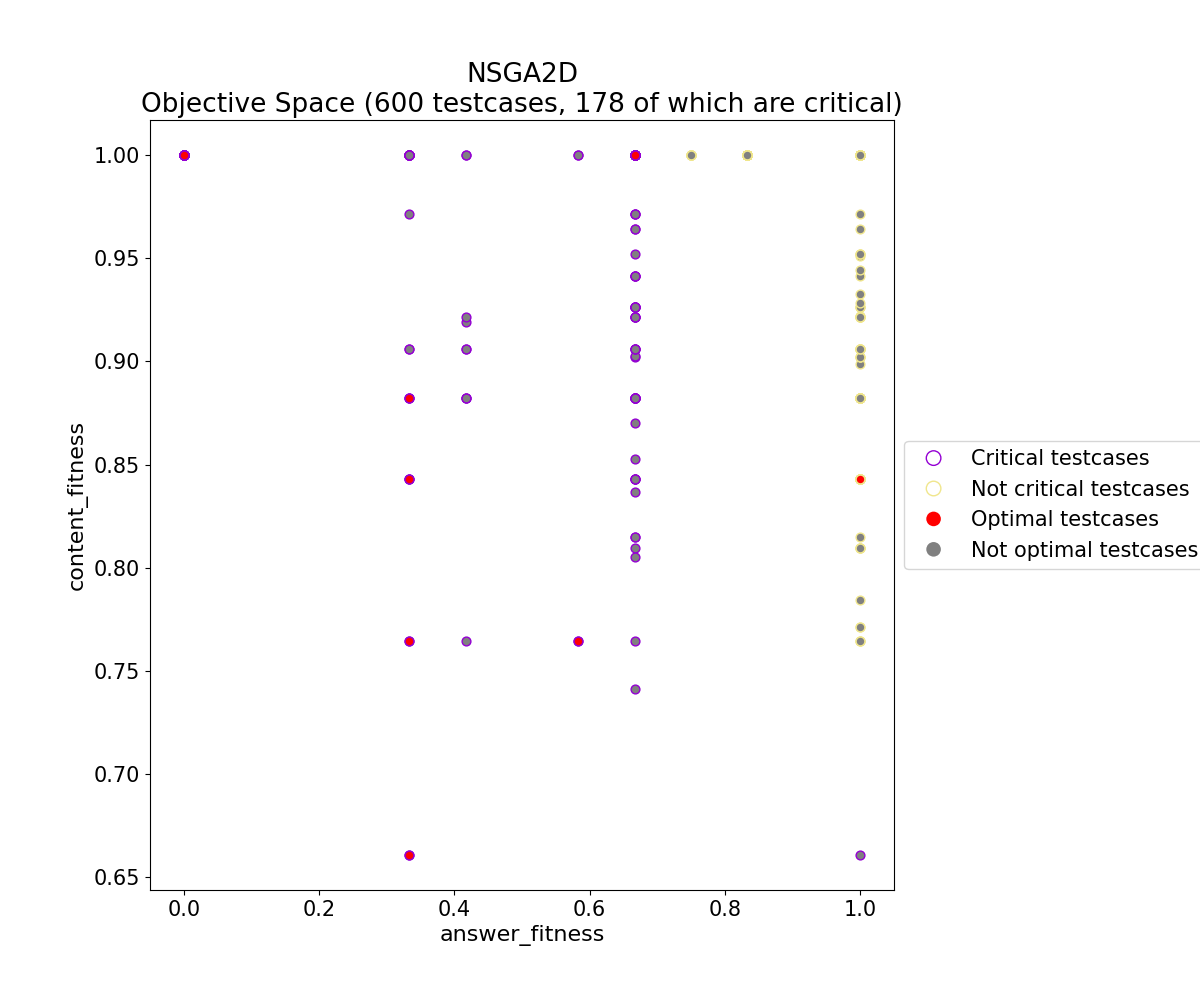 NSGA2D
Objective Space (600 testcases, 178 of which are critical)
1.00
0.95
0.90
0.85
0.80
0.75
0.70
0.65
content_fitness
0.0 0.2 0.4 0.6 0.8 1.0
answer_fitness
Critical testcases
Not critical testcases
Optimal testcases
Not optimal testcases